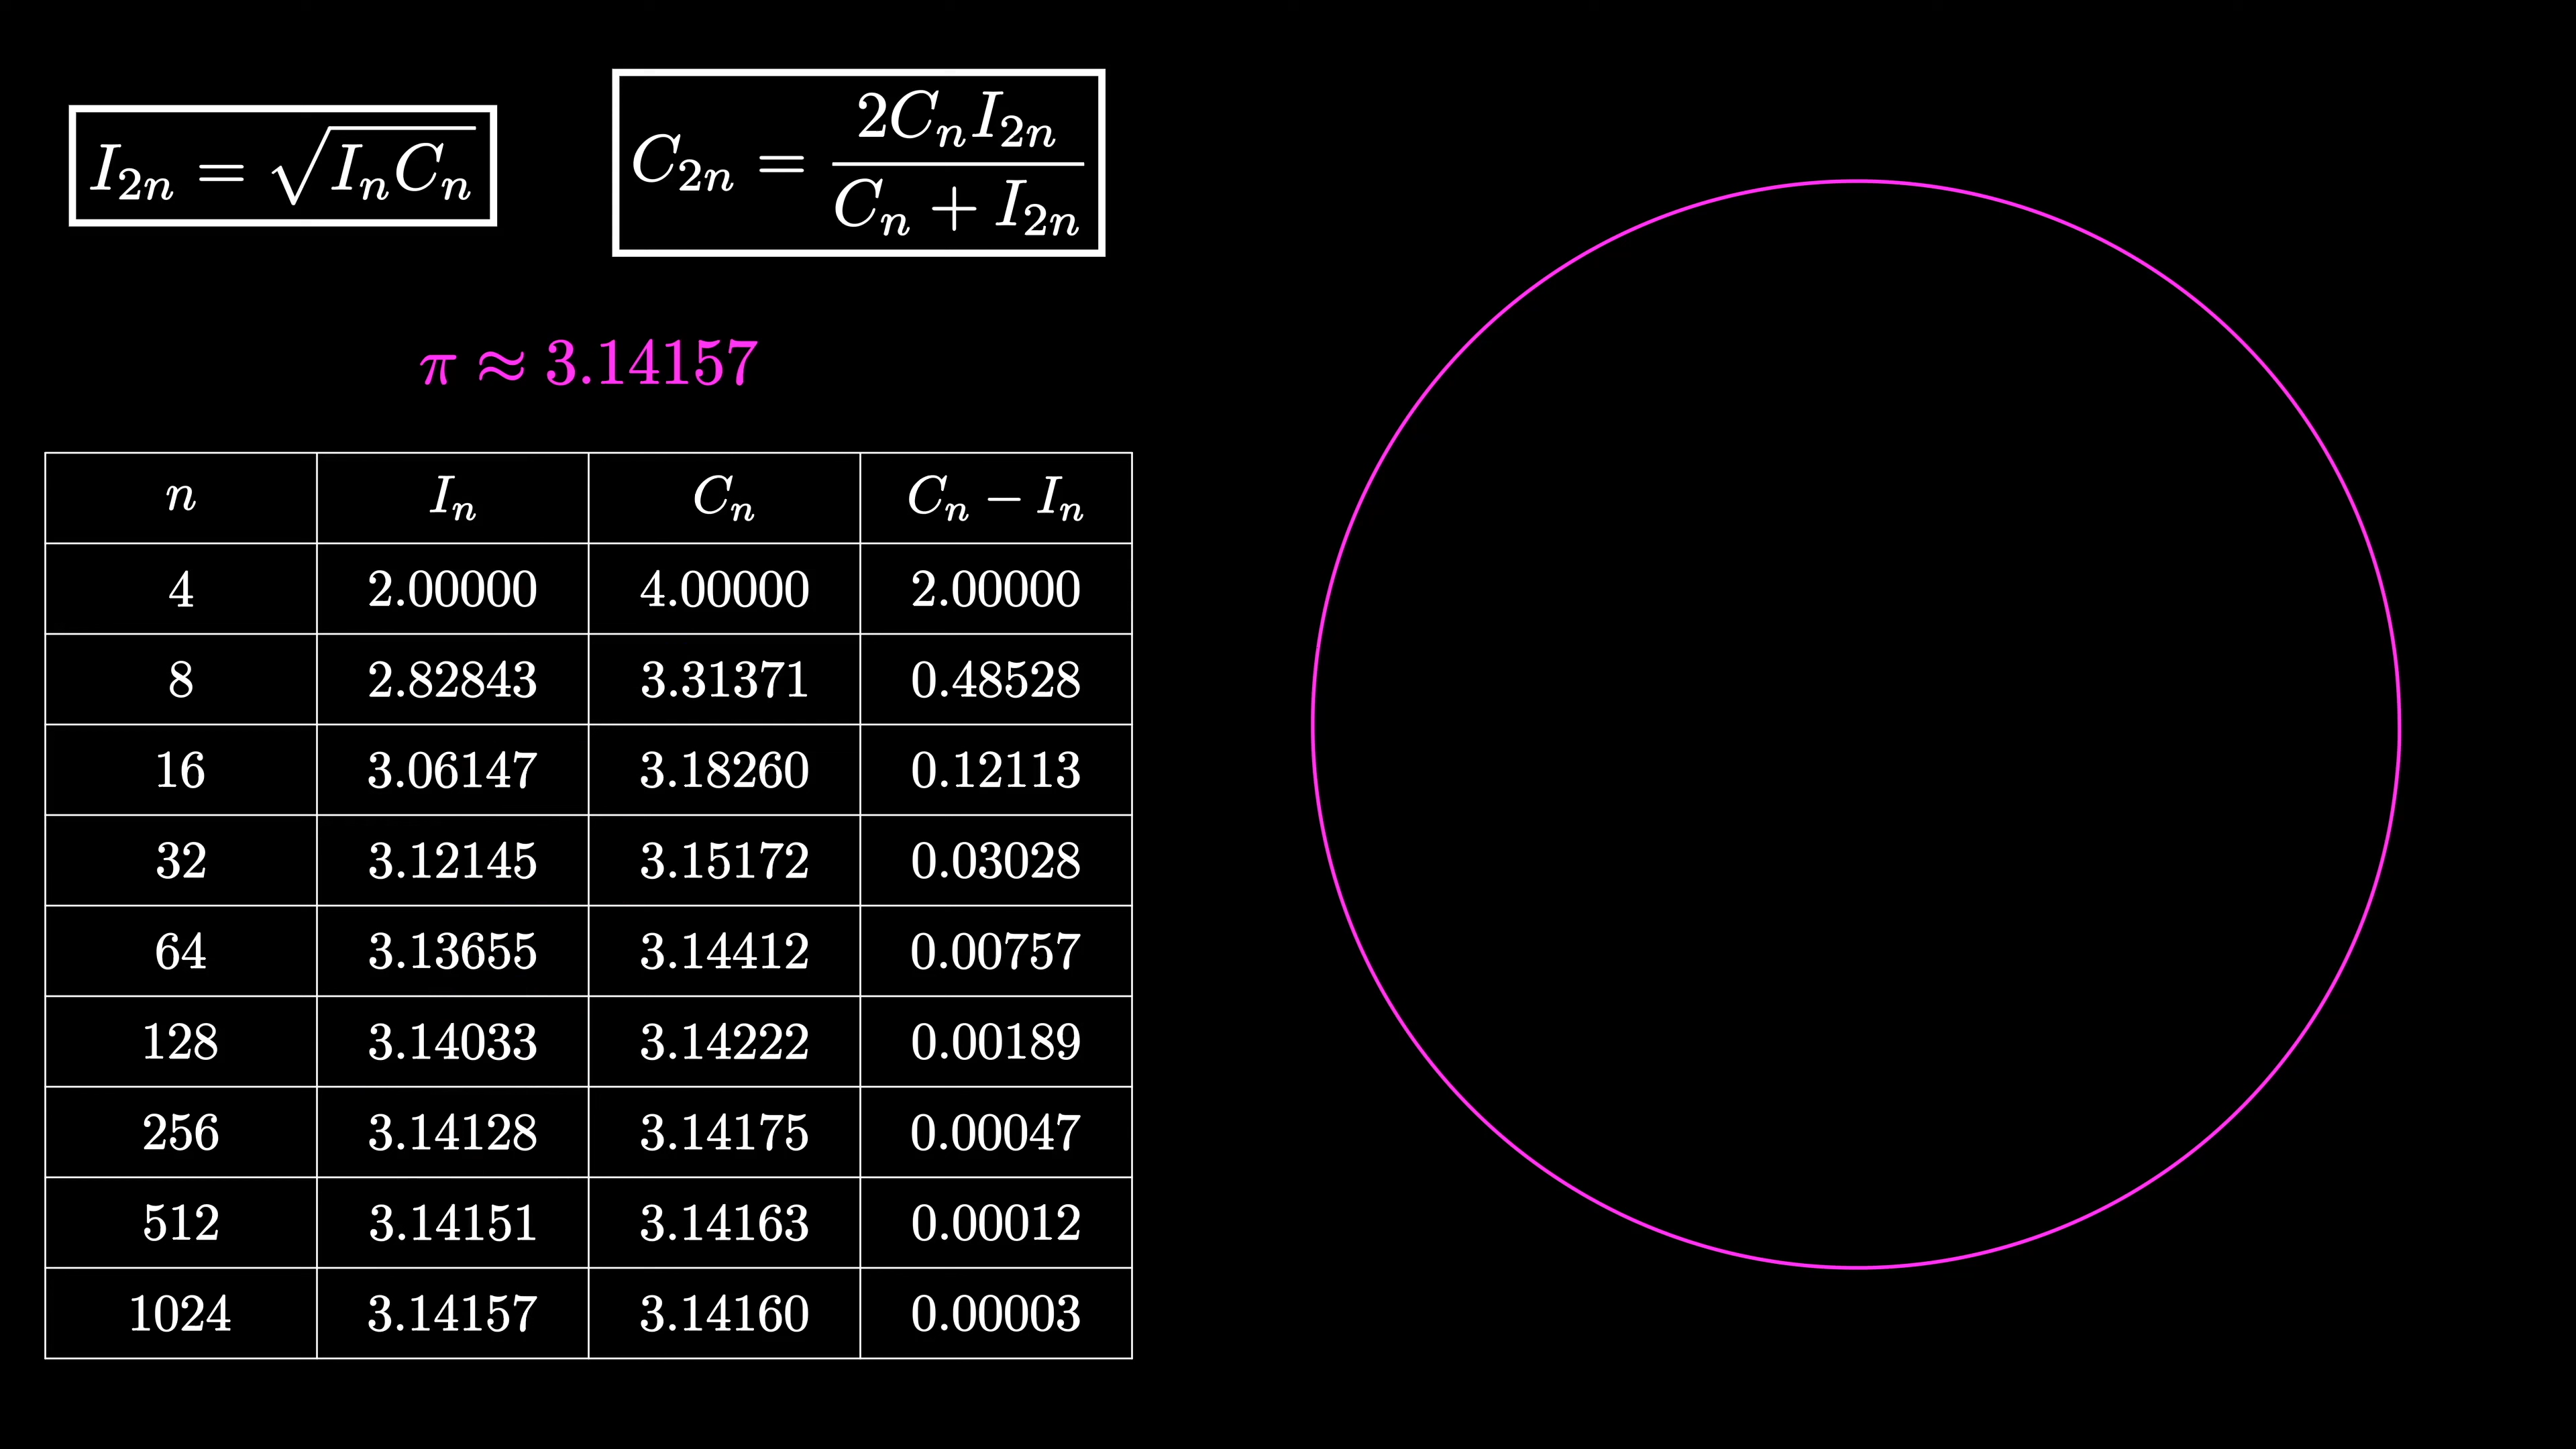 I_{2n} = \sqrt{I_n C_n}
C_{2n} = \frac{2C_n I_{2n}}{C_n + I_{2n}}
π ≈ 3.14157
n I_n C_n C_n − I_n
4 2.00000 4.00000 2.00000
8 2.82843 3.31371 0.48528
16 3.06147 3.18260 0.12113
32 3.12145 3.15172 0.03028
64 3.13655 3.14412 0.00757
128 3.14033 3.14222 0.00189
256 3.14128 3.14175 0.00047
512 3.14151 3.14163 0.00012
1024 3.14157 3.14160 0.00003